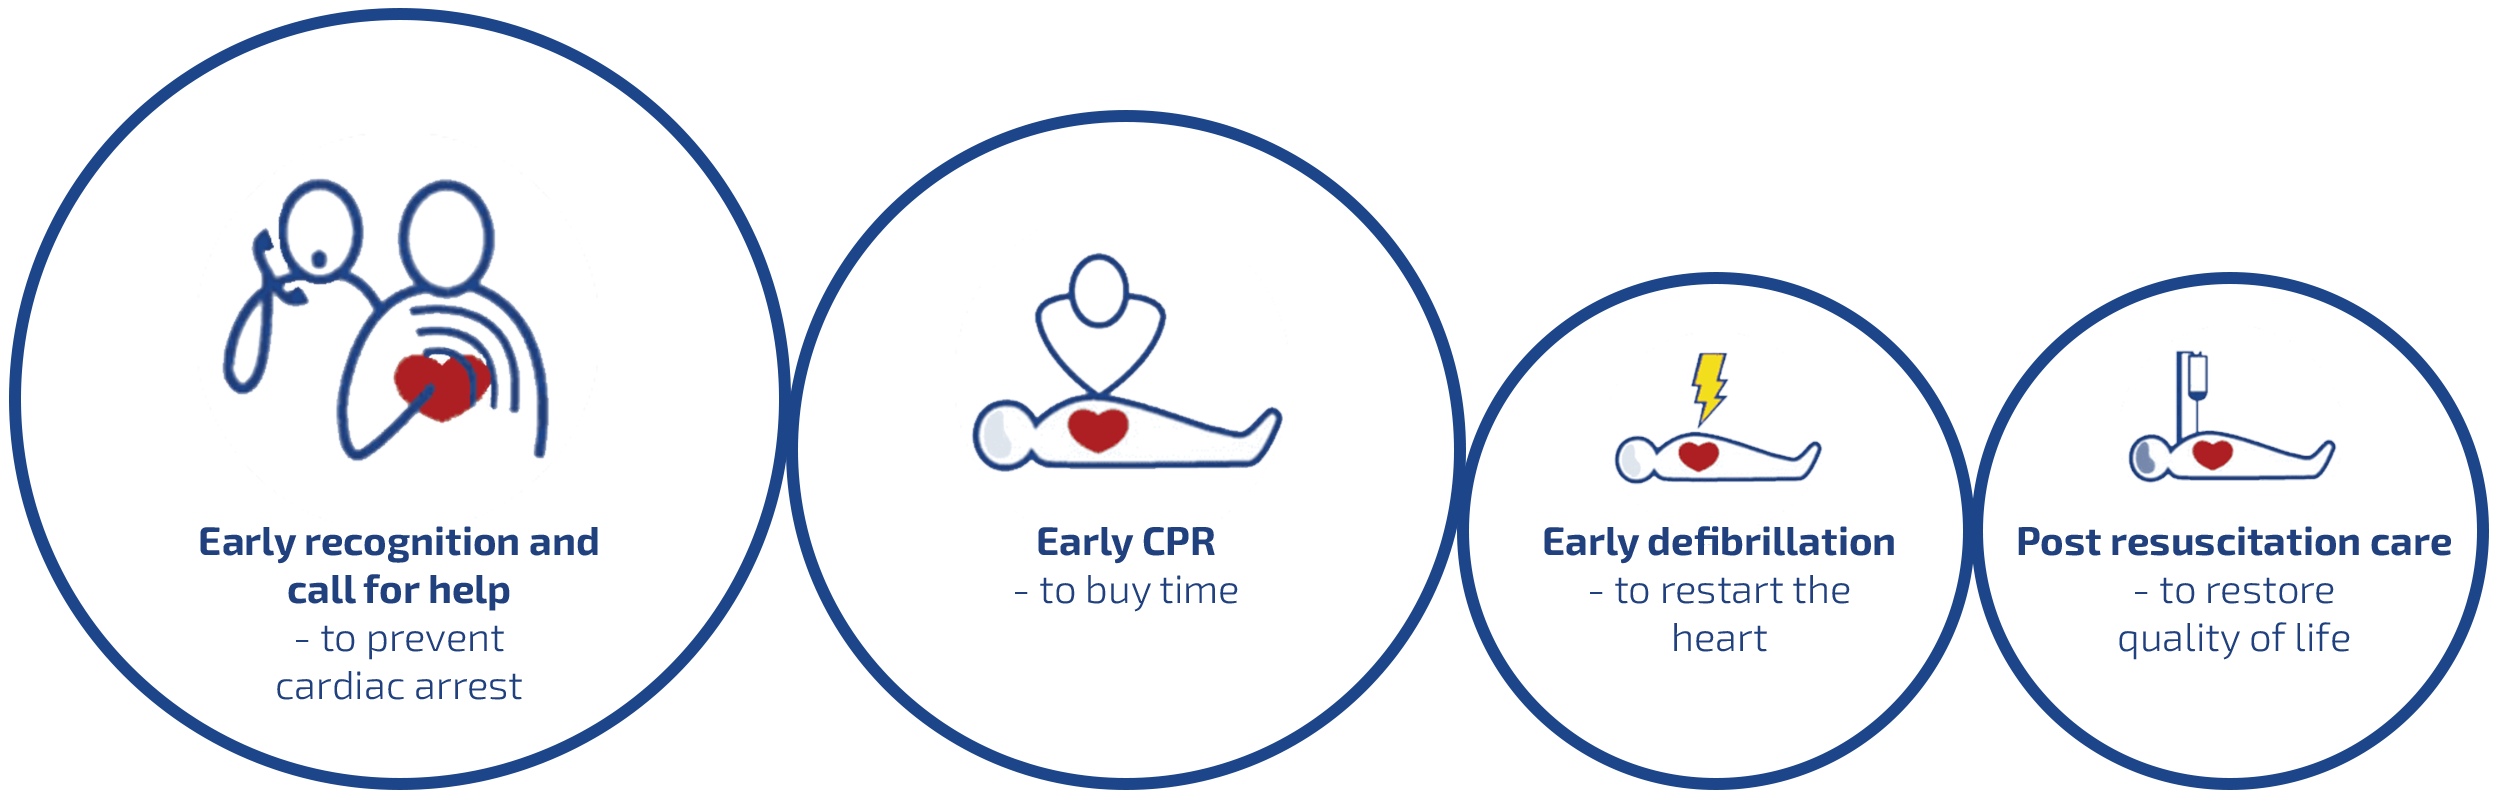 Early recognition and
call for help
- to prevent
cardiac arrest
Early CPR
- to buy time
Early defibrillation
- to restart the
heart
Post resuscitation care
- to restore
quality of life